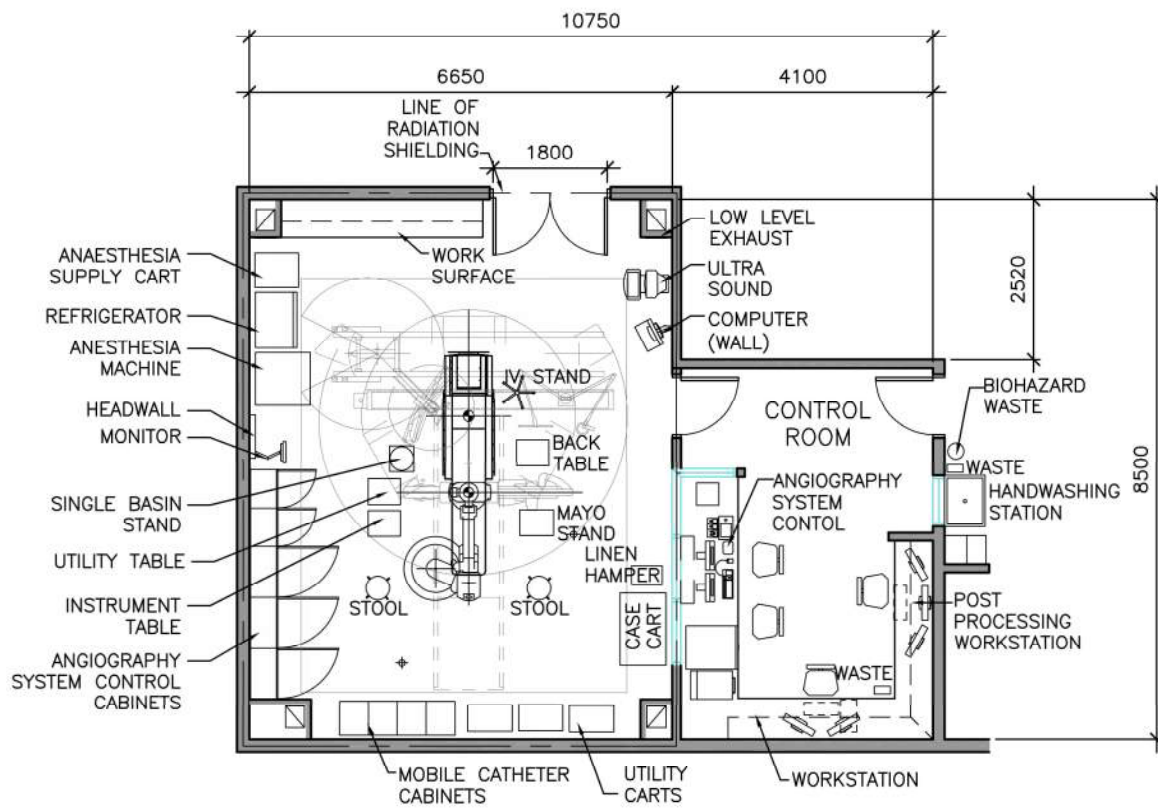 10750
6650
4100
LINE OF
RADIATION
SHIELDING
1800
LOW LEVEL
EXHAUST
WORK
SURFACE
ANAESTHESIA
SUPPLY CART
ULTRA
SOUND
2520
REFRIGERATOR
COMPUTER
(WALL)
ANESTHESIA
MACHINE
IV STAND
BIOHAZARD
WASTE
HEADWALL
CONTROL
ROOM
MONITOR
BACK
TABLE
WASTE
8500
ANGIOGRAPHY
SYSTEM
CONTOL
HANDWASHING
STATION
SINGLE BASIN
STAND
MAYO
STAND
UTILITY TABLE
LINEN
HAMPER
INSTRUMENT
TABLE
STOOL
STOOL
CASE
CART
POST
PROCESSING
WORKSTATION
ANGIOGRAPHY
SYSTEM CONTROL
CABINETS
WASTE
MOBILE CATHETER
CABINETS
UTILITY
CARTS
WORKSTATION